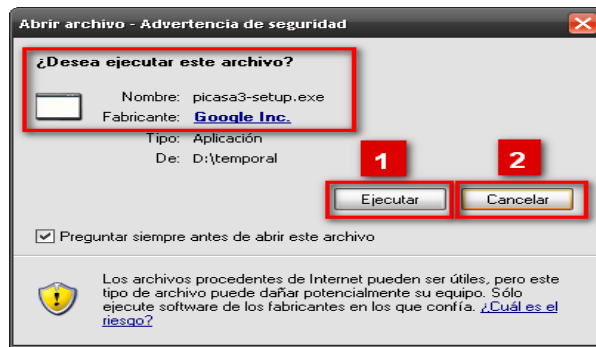 Abrir archivo - Advertencia de seguridad
¿Desea ejecutar este archivo?
Nombre: picasa3-setup.exe
Fabricante: Google Inc.
Tipo: Aplicación
De: D:\temporal
1 2
Ejecutar Cancelar
Preguntar siempre antes de abrir este archivo
Los archivos procedentes de Internet pueden ser útiles, pero este
tipo de archivo puede dañar potencialmente su equipo. Sólo
ejecute software de los fabricantes en los que confía. ¿Cuál es el
riesgo?